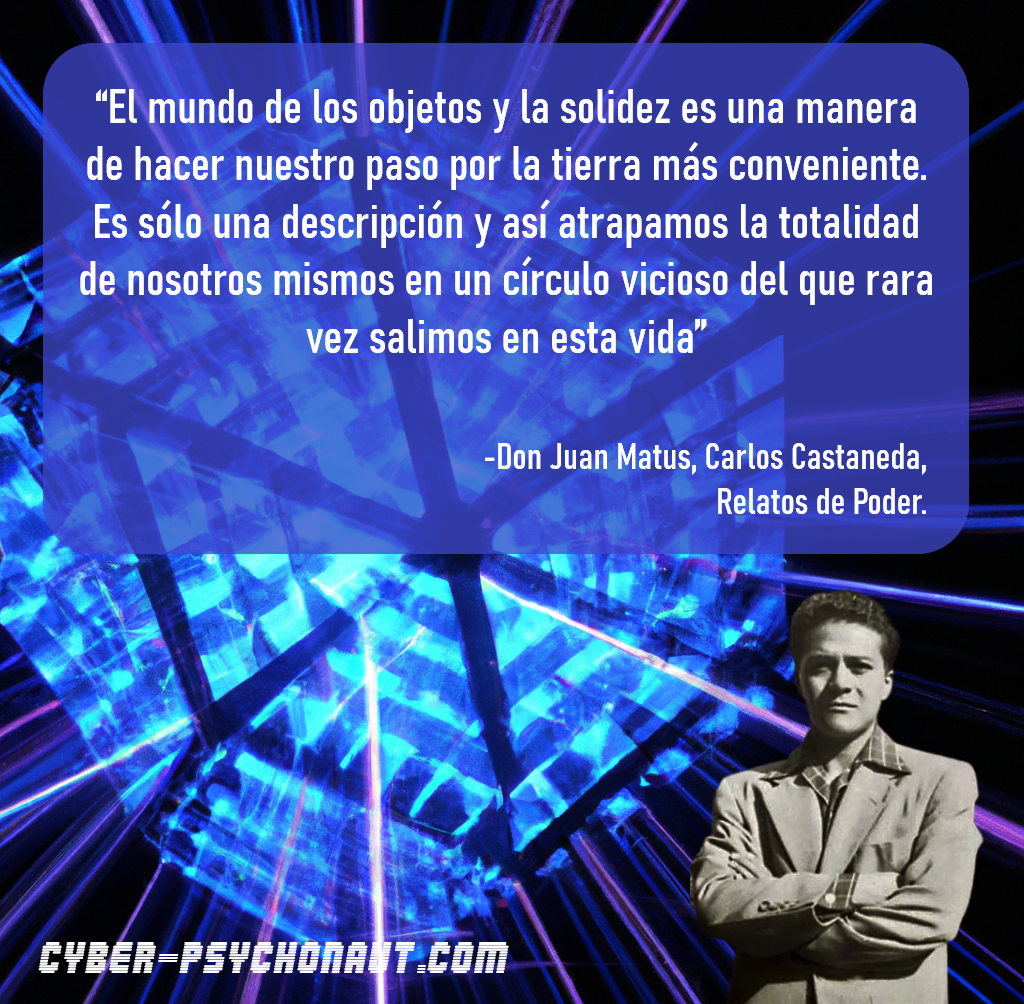 “El mundo de los objetos y la solidez es una manera
de hacer nuestro paso por la tierra más conveniente.
Es sólo una descripción y así atrapamos la totalidad
de nosotros mismos en un círculo vicioso del que rara
vez salimos en esta vida”
-Don Juan Matus, Carlos Castaneda,
Relatos de Poder.
CYBER-PSYCHONAUT.COM